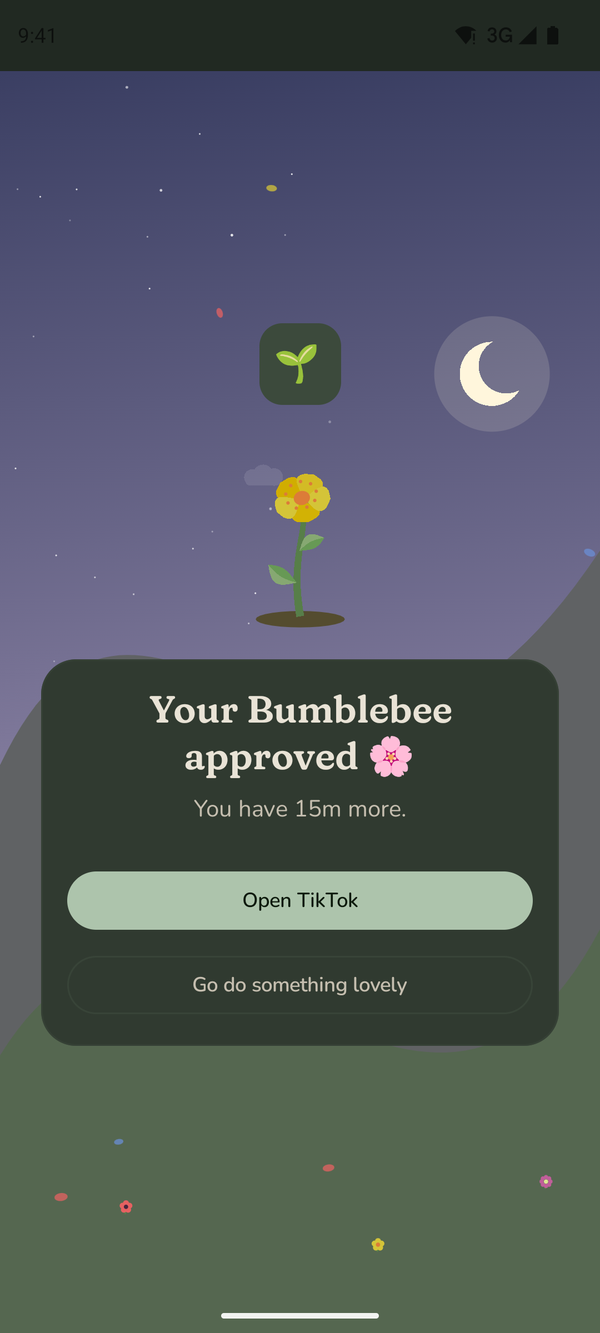 9:41
3G
Your Bumblebee
approved 🌸
You have 15m more.
Open TikTok
Go do something lovely